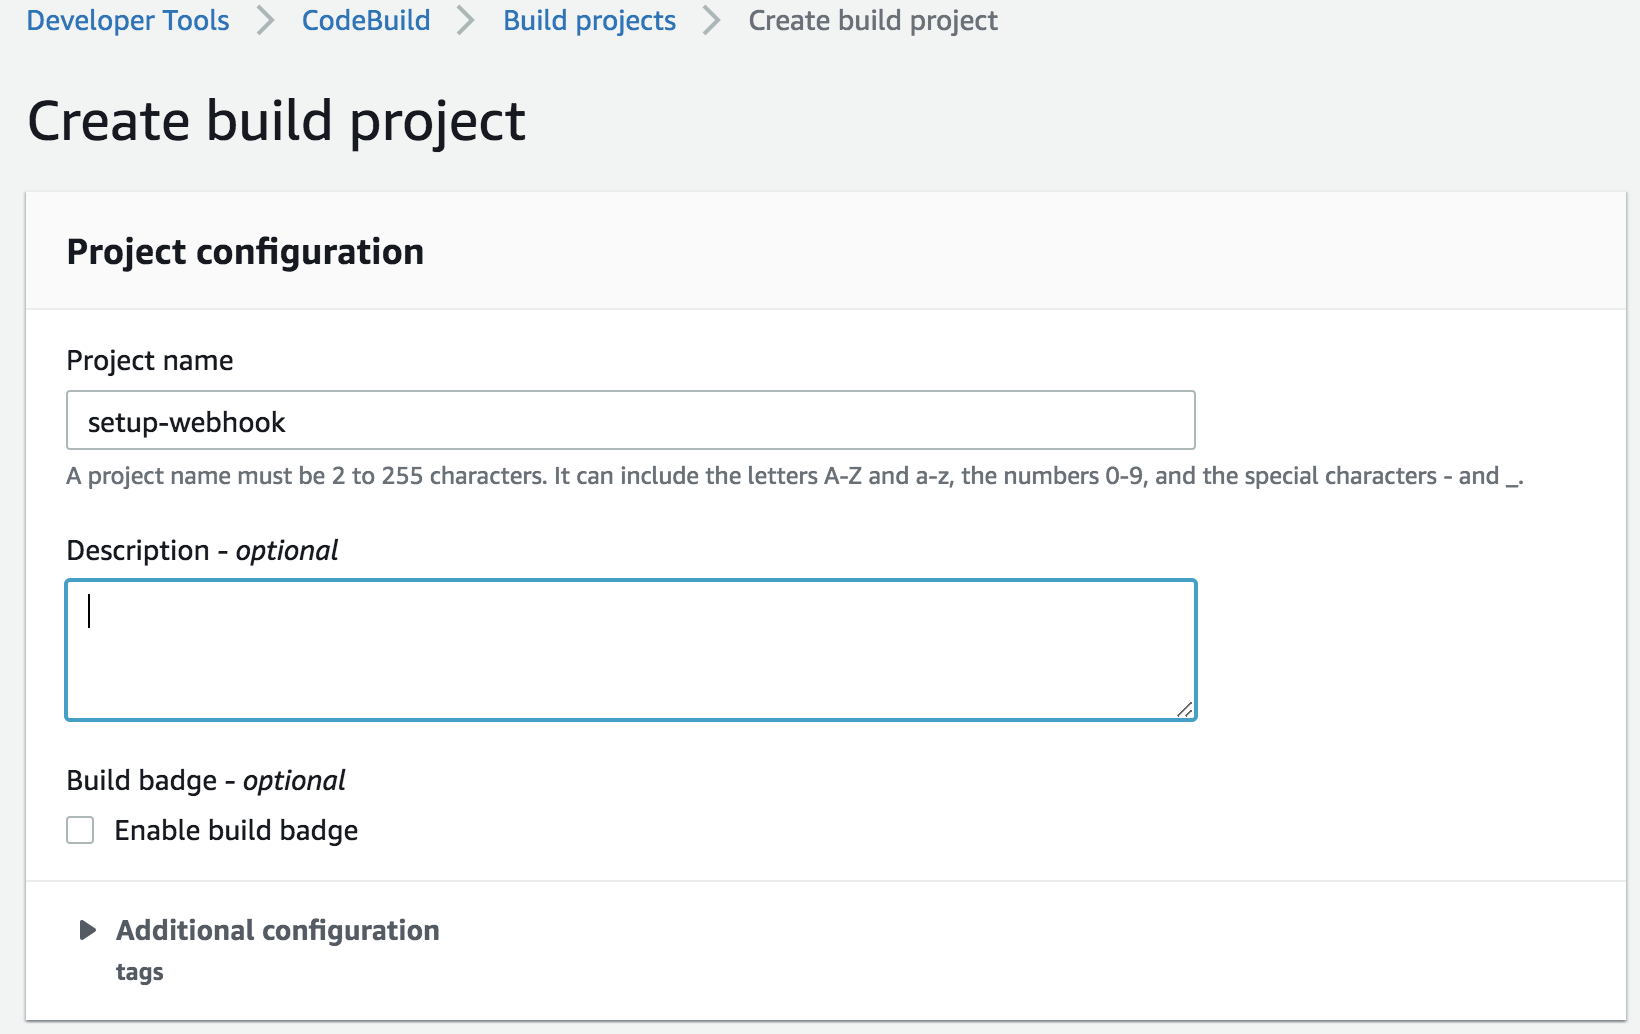 Developer Tools > CodeBuild > Build projects > Create build project
Create build project
Project configuration
Project name
setup-webhook
A project name must be 2 to 255 characters. It can include the letters A-Z and a-z, the numbers 0-9, and the special characters - and _.
Description - optional
Build badge - optional
Enable build badge
Additional configuration
tags